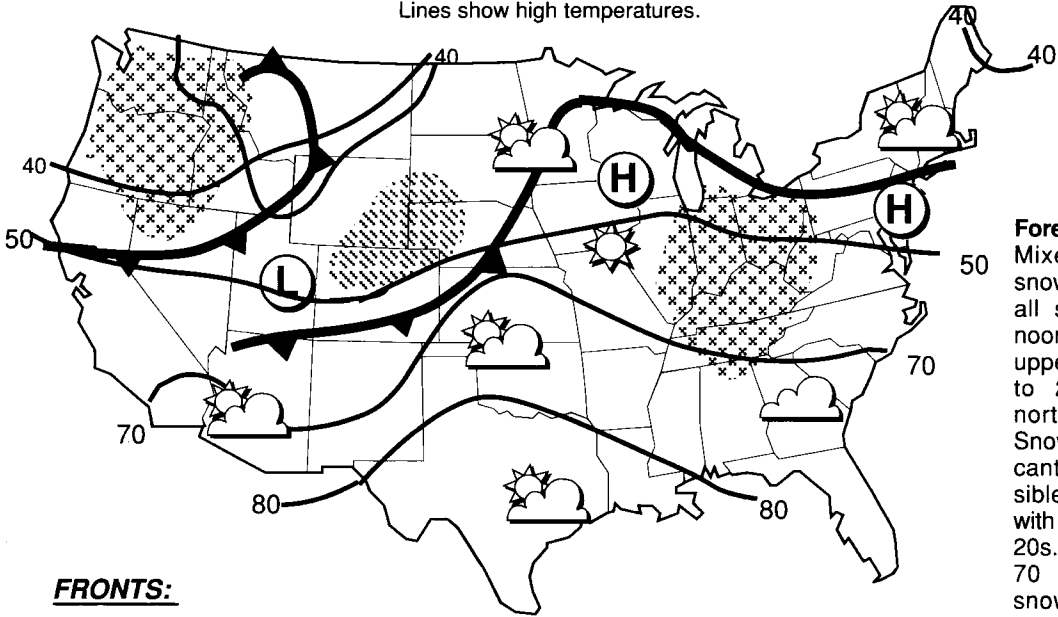 Lines show high temperatures.
40
40
40
40
50
H
H
L
50
70
70
80
80
FRONTS:
Fore
Mixe
snow
all s
noon
uppe
to 2
north
Snow
cant
sible
with
20s.
70
snow